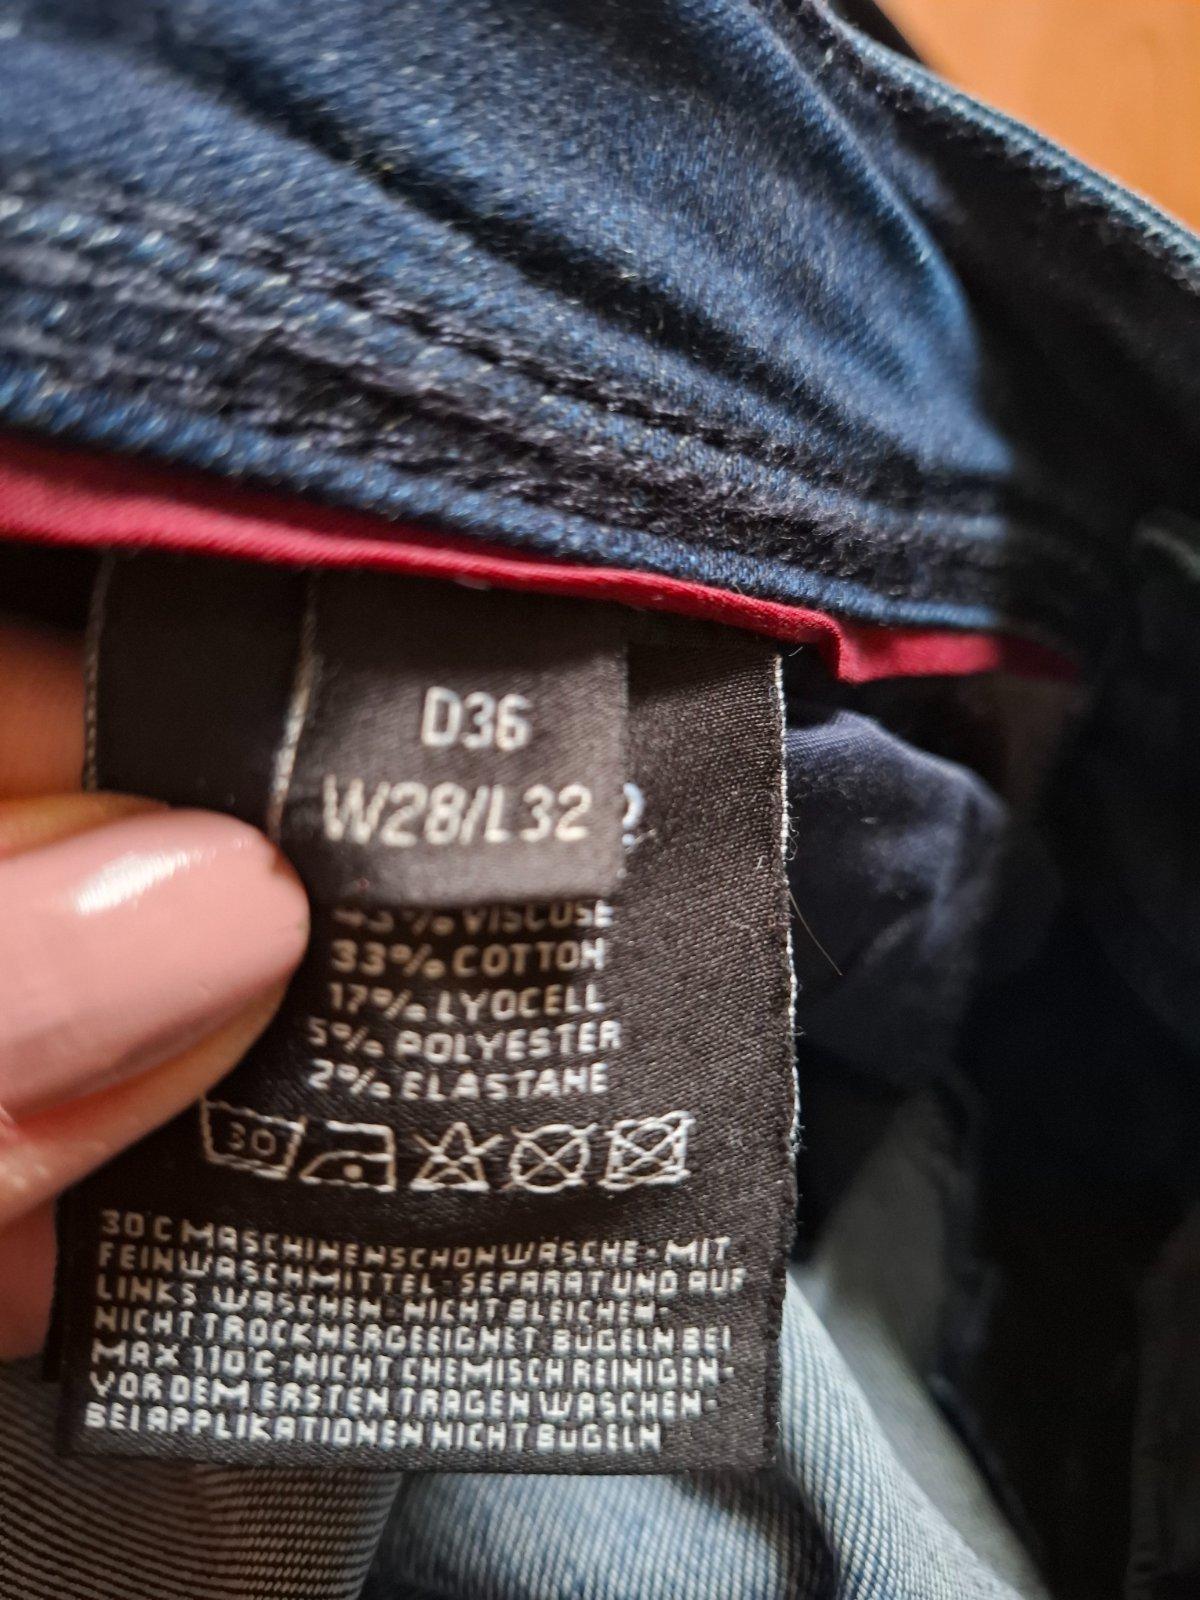 D36
W28/L32
43% VISCOSE
33% COTTON
17% LYOCELL
5% POLYESTER
2% ELASTANE
30
30 C MASCHINENSCHONWÄSCHE - MIT
FEINWASCHMITTEL - SEPARAT UND AUF
LINKS WASCHEN - NICHT BLEICHEN -
NICHT TROCKNERGEEIGNET BÜGELN BEI
MAX 110°C - NICHT CHEMISCH REINIGEN -
VOR DEM ERSTEN TRAGEN WASCHEN -
BEI APPLIKATIONEN NICHT BÜGELN